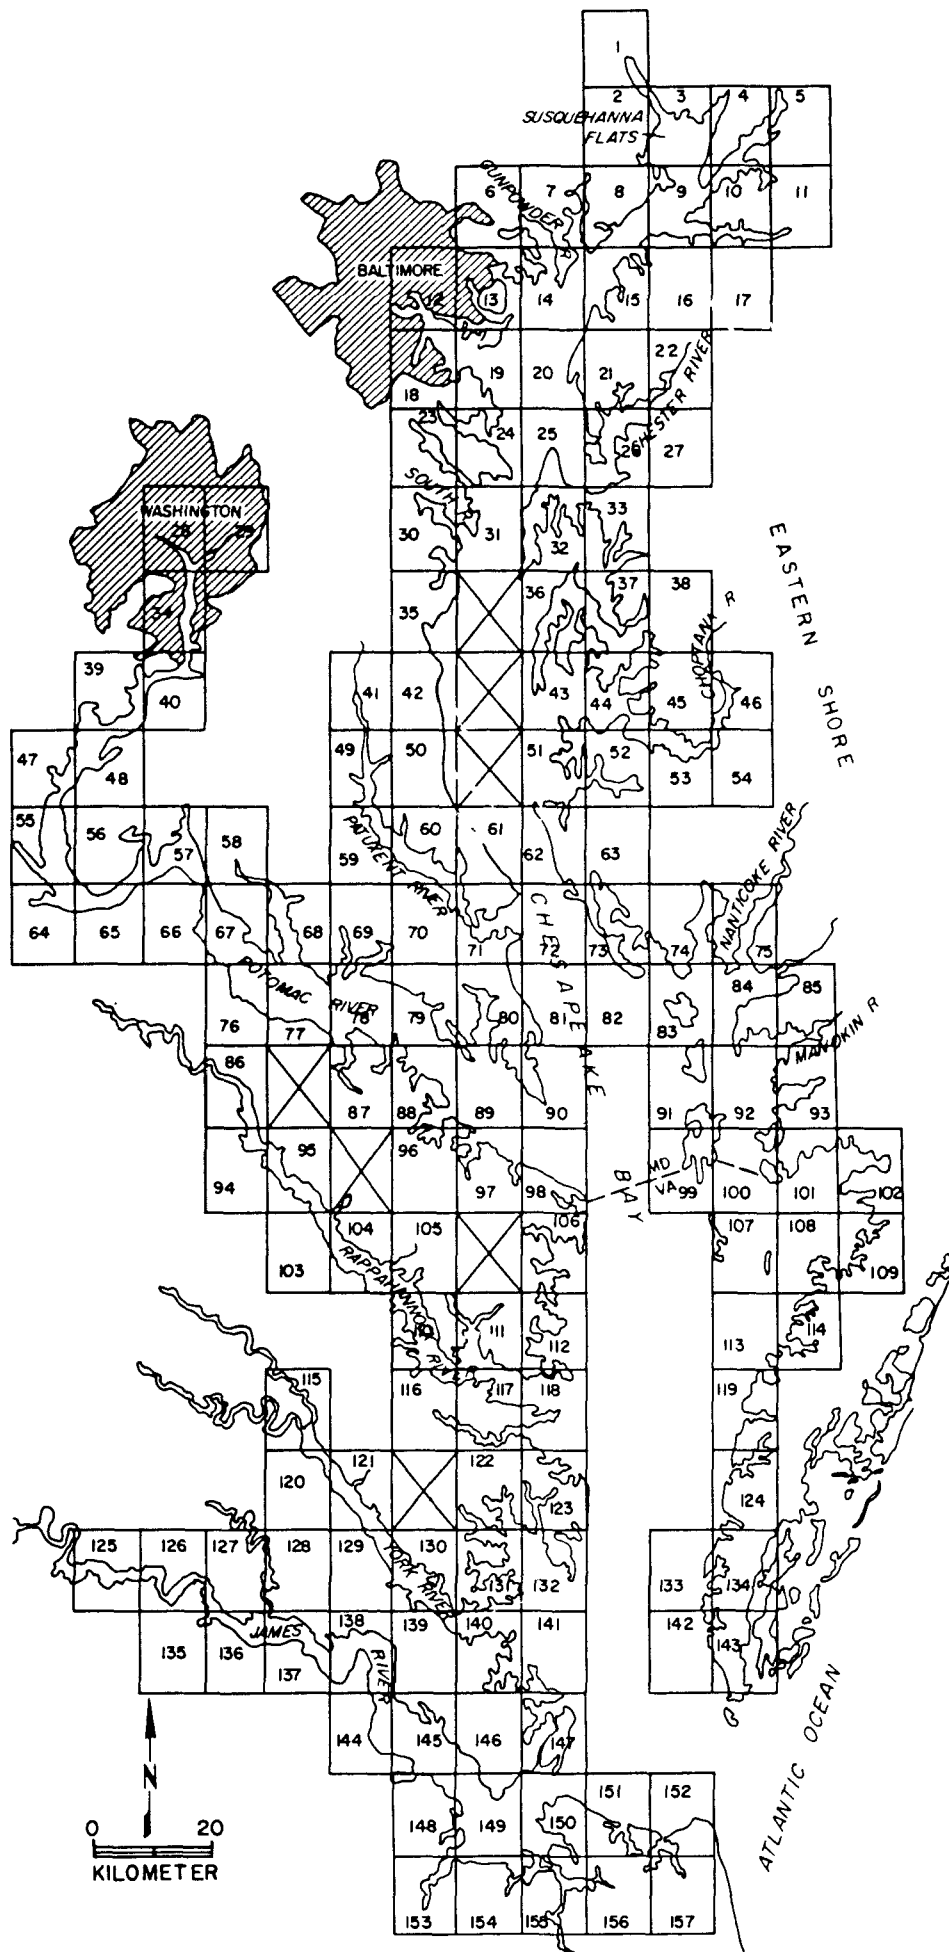 1
2 3 4 5
SUSQUEHANNA
FLATS
6 7 8 9 10 11
GUNPOWDER R
BALTIMORE
12 13 14 15 16 17
18 19 20 21 22
CHESTER RIVER
23 24 25 26 27
SOUTH
WASHINGTON
28 29 30 31 32 33
34 35 36 37 38
EASTERN SHORE
CHOPTANK R
39 40 41 42 43 44 45 46
47 48 49 50 51 52 53 54
55 56 57 58 59 60 61 62 63
PATUXENT RIVER
NANTICOKE RIVER
CHESAPEAKE
BAY
64 65 66 67 68 69 70 71 72 73 74 75
POTOMAC RIVER
76 77 78 79 80 81 82 83 84 85
MANOKIN R
86 87 88 89 90 91 92 93
94 95 96 97 98 99 100 101 102
MD
VA
103 104 105 106 107 108 109
RAPPAHANNOCK RIV
111 112 113 114
115 116 117 118 119
120 121 122 123 124
125 126 127 128 129 130 131 132 133 134
YORK RIVER
135 136 137 138 139 140 141 142 143
JAMES
RIVER
144 145 146 147
148 149 150 151 152
153 154 155 156 157
ATLANTIC OCEAN
N
0 20
KILOMETER